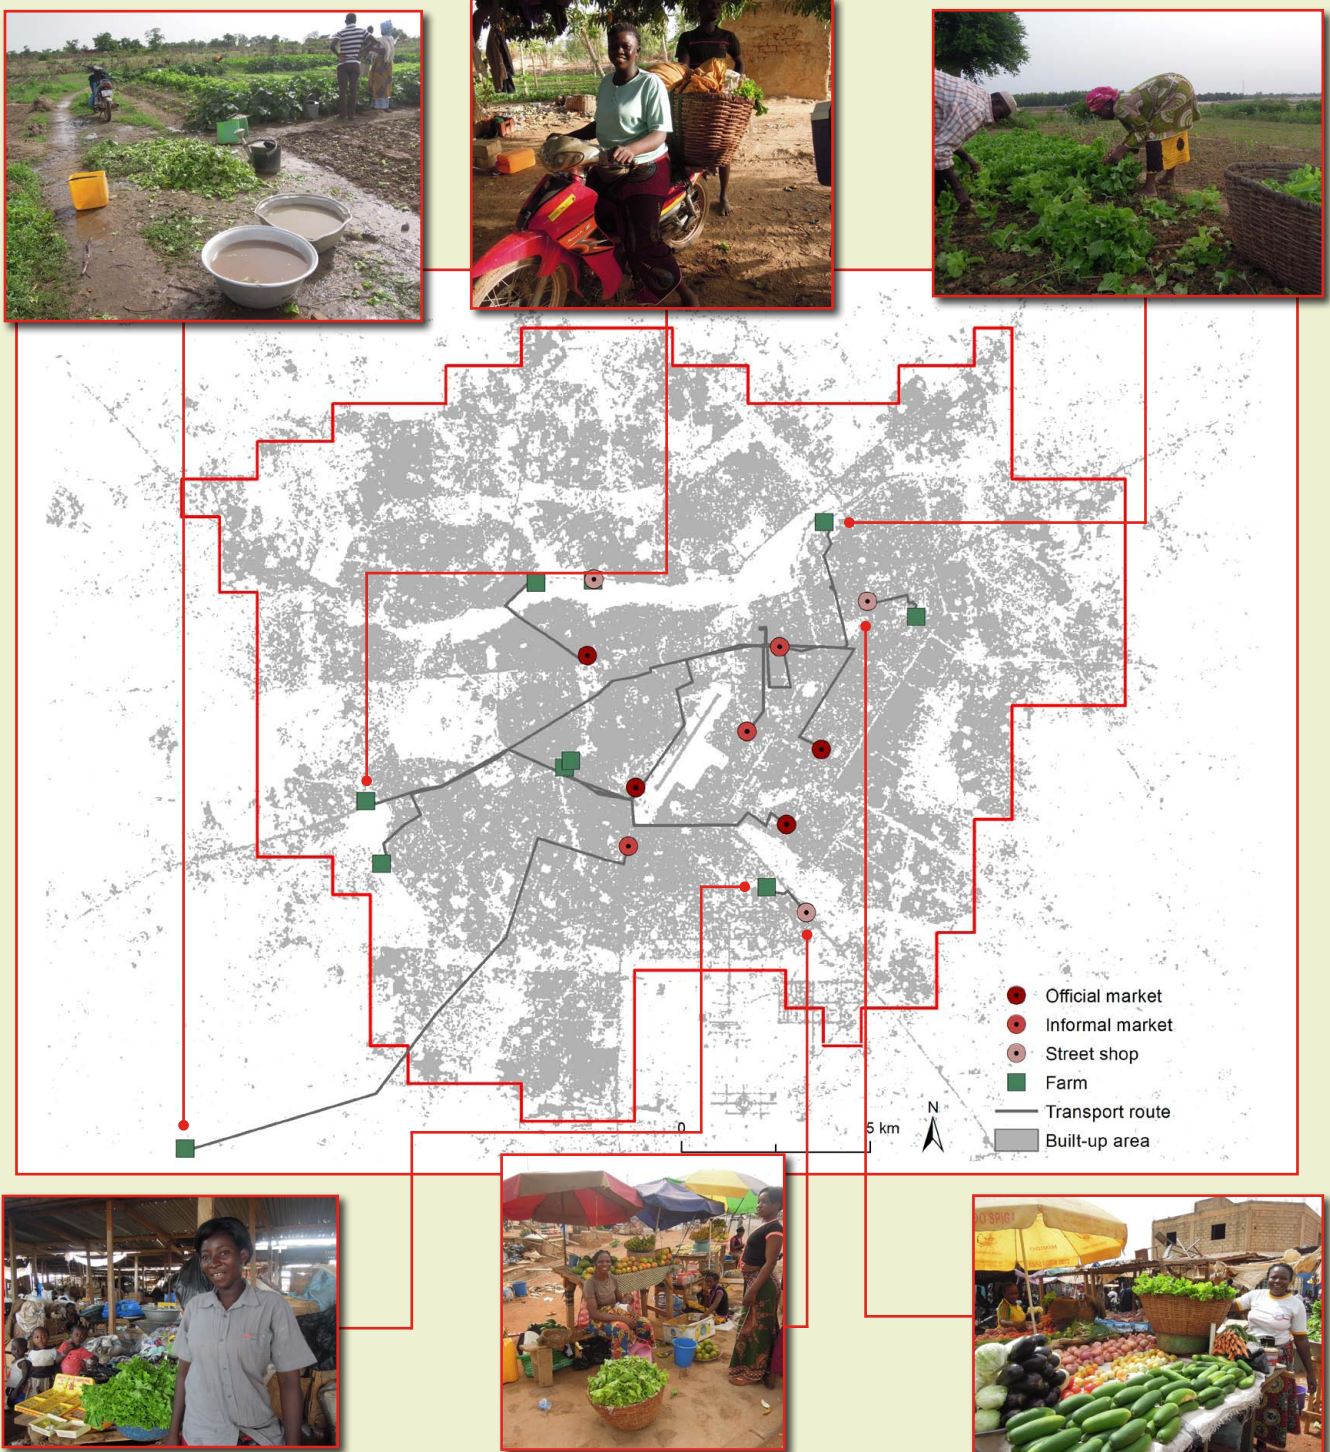 Official market
Informal market
Street shop
Farm
Transport route
Built-up area
N
0
5 km